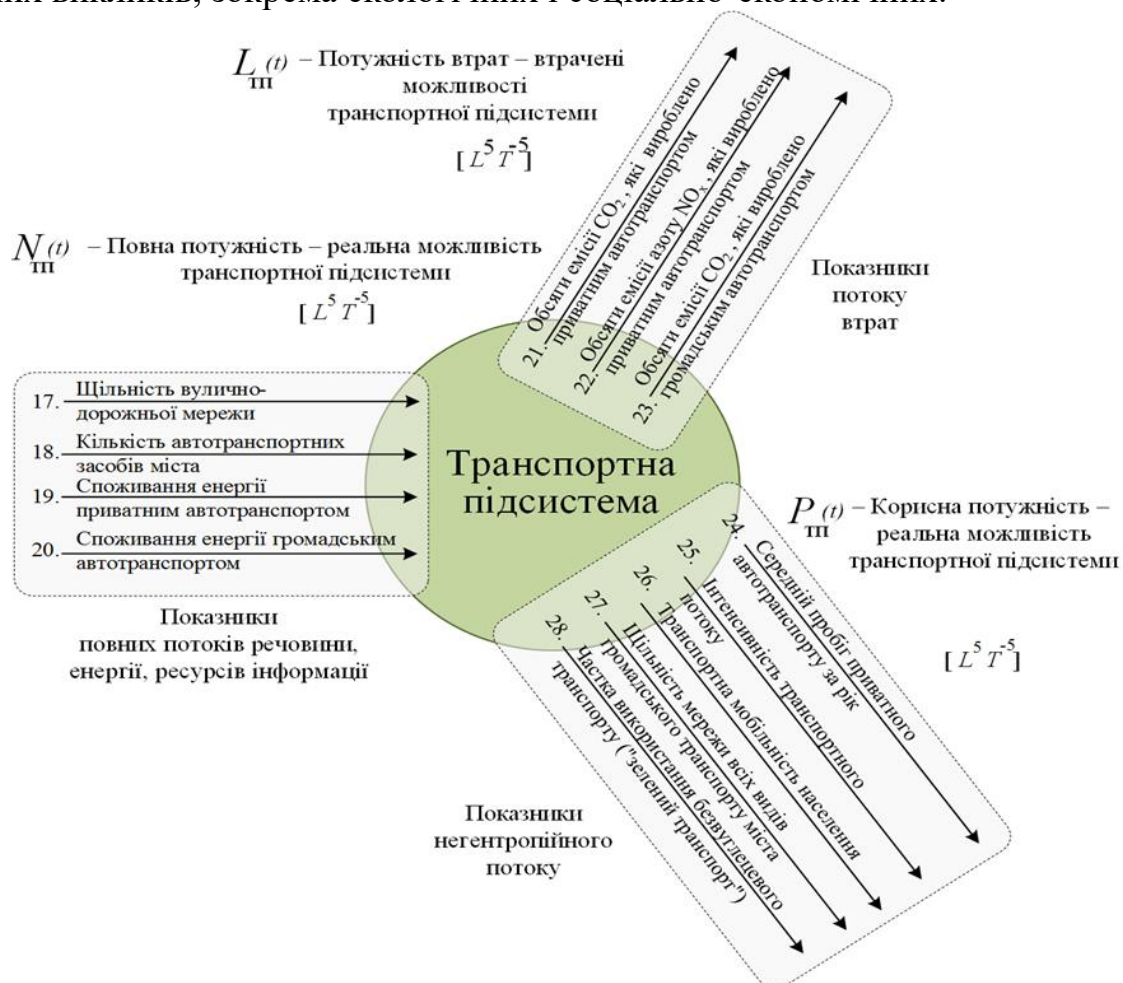 них викликів, зокрема екологічних і соціально-економічних.
L_ТП (t) – Потужність втрат – втрачені
можливості
транспортної підсистеми
[ L^5 T^-5 ]
N_ТП (t) – Повна потужність – реальна можливість
транспортної підсистеми
[ L^5 T^-5 ]
21. Обсяги емісії CO₂ , які вироблено
приватним автотранспортом
22. Обсяги емісії азоту NOₓ , які вироблено
приватним автотранспортом
23. Обсяги емісії CO₂ , які вироблено
громадським автотранспортом
Показники
потоку
втрат
17. Щільність вулично-
дорожньої мережи
18. Кількість автотранспортних
засобів міста
19. Споживання енергії
приватним автотранспортом
20. Споживання енергії громадським
автотранспортом
Показники
повних потоків речовини,
енергії, ресурсів інформації
Транспортна
підсистема
P_ТП (t) – Корисна потужність –
реальна можливість
транспортної підсистеми
[ L^5 T^-5 ]
24. Середній пробіг приватного
автотранспорту за рік
25. Інтенсивність транспортного
потоку
26. Транспортна мобільність населення
27. Щільність мережи всіх видів
громадського транспорту міста
28. Частка використання безвуглецевого
транспорту ("зелений транспорт")
Показники
негентропійного
потоку